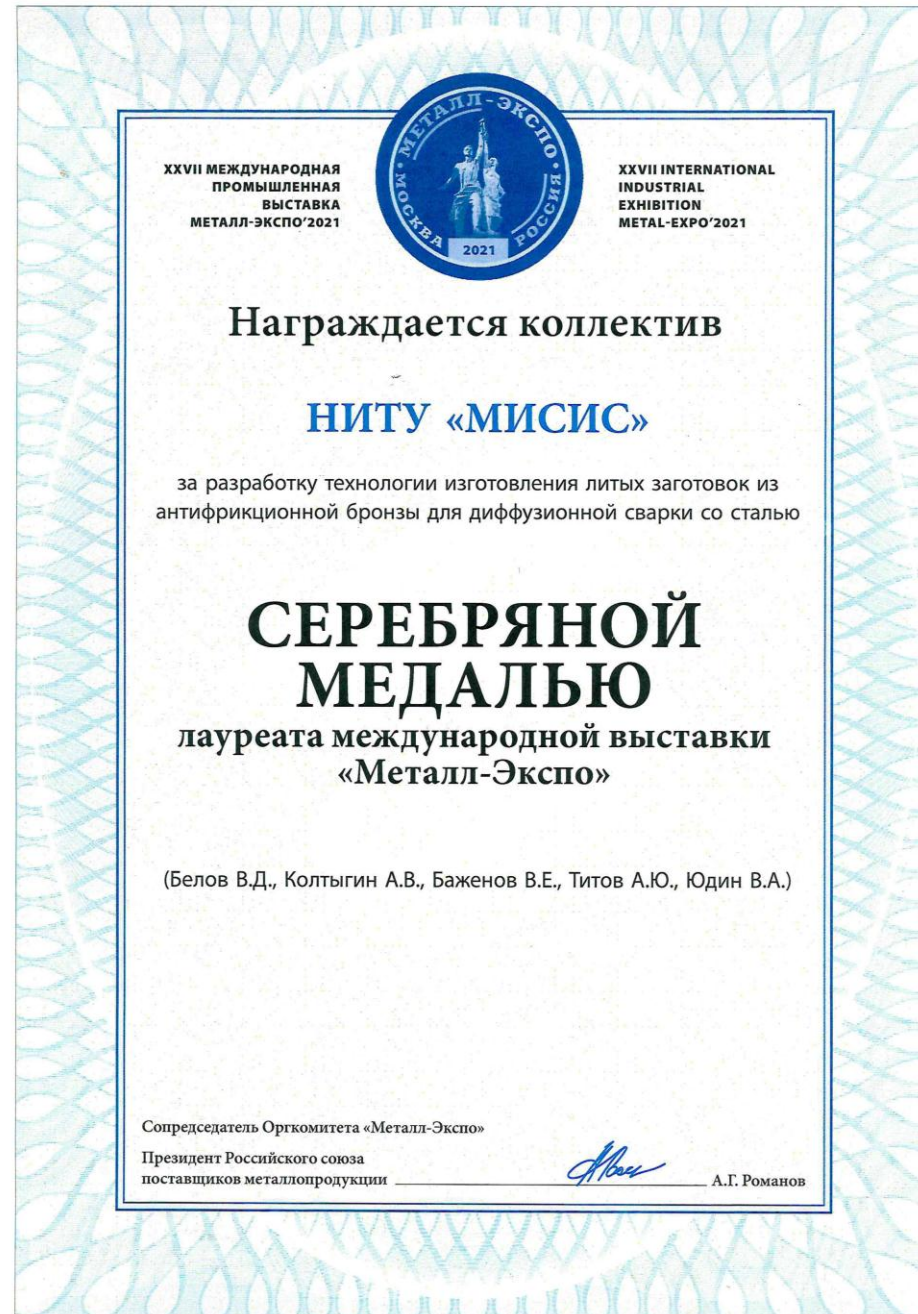 XXVII МЕЖДУНАРОДНАЯ
ПРОМЫШЛЕННАЯ
ВЫСТАВКА
МЕТАЛЛ-ЭКСПО'2021
МЕТАЛЛ-ЭКСПО • РОССИЯ • МОСКВА •
2021
XXVII INTERNATIONAL
INDUSTRIAL
EXHIBITION
METAL-EXPO'2021
Награждается коллектив
НИТУ «МИСИС»
за разработку технологии изготовления литых заготовок из
антифрикционной бронзы для диффузионной сварки со сталью
СЕРЕБРЯНОЙ
МЕДАЛЬЮ
лауреата международной выставки
«Металл-Экспо»
(Белов В.Д., Колтыгин А.В., Баженов В.Е., Титов А.Ю., Юдин В.А.)
Сопредседатель Оргкомитета «Металл-Экспо»
Президент Российского союза
поставщиков металлопродукции А.Г. Романов